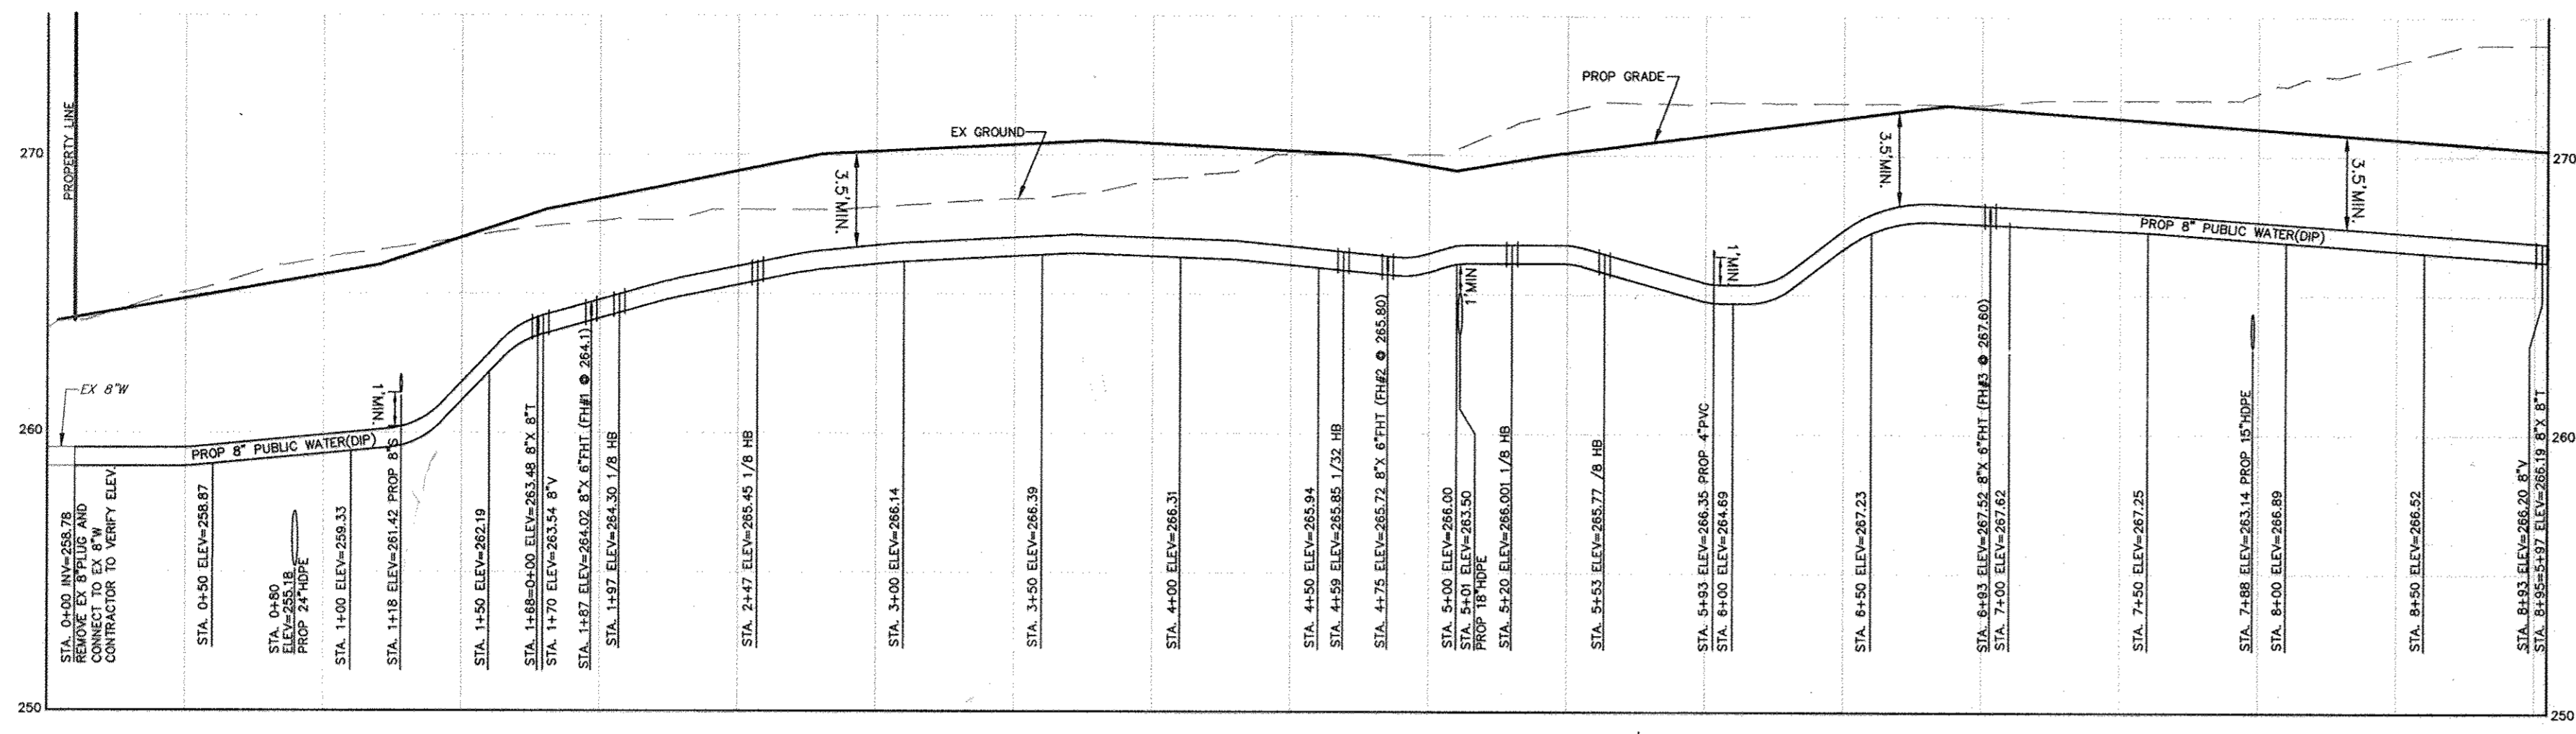 270
260
250
PROPERTY LINE
EX 8"W
EX GROUND
PROP GRADE
3.5'MIN.
3.5'MIN.
3.5'MIN.
1'MIN.
1'MIN.
1'MIN
PROP 8" PUBLIC WATER(DIP)
PROP 8" PUBLIC WATER(DIP)
STA. 0+00 INV=258.78
REMOVE EX 8"PLUG AND
CONNECT TO EX 8"W
CONTRACTOR TO VERIFY ELEV.
STA. 0+50 ELEV=258.87
STA. 0+80
ELEV=255.18
PROP 24"HDPE
STA. 1+00 ELEV=259.33
STA. 1+18 ELEV=261.42 PROP 8" S
STA. 1+50 ELEV=262.19
STA. 1+68=0+00 ELEV=263.48 8"X 8"T
STA. 1+70 ELEV=263.54 8"V
STA. 1+87 ELEV=264.02 8"X 6"FHT (FH#1 @ 264.1)
STA. 1+97 ELEV=264.30 1/8 HB
STA. 2+47 ELEV=265.45 1/8 HB
STA. 3+00 ELEV=266.14
STA. 3+50 ELEV=266.39
STA. 4+00 ELEV=266.31
STA. 4+50 ELEV=265.94
STA. 4+59 ELEV=265.85 1/32 HB
STA. 4+75 ELEV=265.72 8"X 6"FHT (FH#2 @ 265.80)
STA. 5+00 ELEV=266.00
STA. 5+01 ELEV=263.50
PROP 18"HDPE
STA. 5+20 ELEV=266.001 1/8 HB
STA. 5+53 ELEV=265.77 /8 HB
STA. 5+93 ELEV=266.35 PROP 4"PVC
STA. 6+00 ELEV=264.69
STA. 6+50 ELEV=267.23
STA. 6+93 ELEV=267.52 8"X 6"FHT (FH#3 @ 267.60)
STA. 7+00 ELEV=267.62
STA. 7+50 ELEV=267.25
STA. 7+88 ELEV=263.14 PROP 15"HDPE
STA. 8+00 ELEV=266.89
STA. 8+50 ELEV=266.52
STA. 8+93 ELEV=266.20 8"V
STA. 8+95=5+97 ELEV=266.19 8"X 8"T
270
260
250